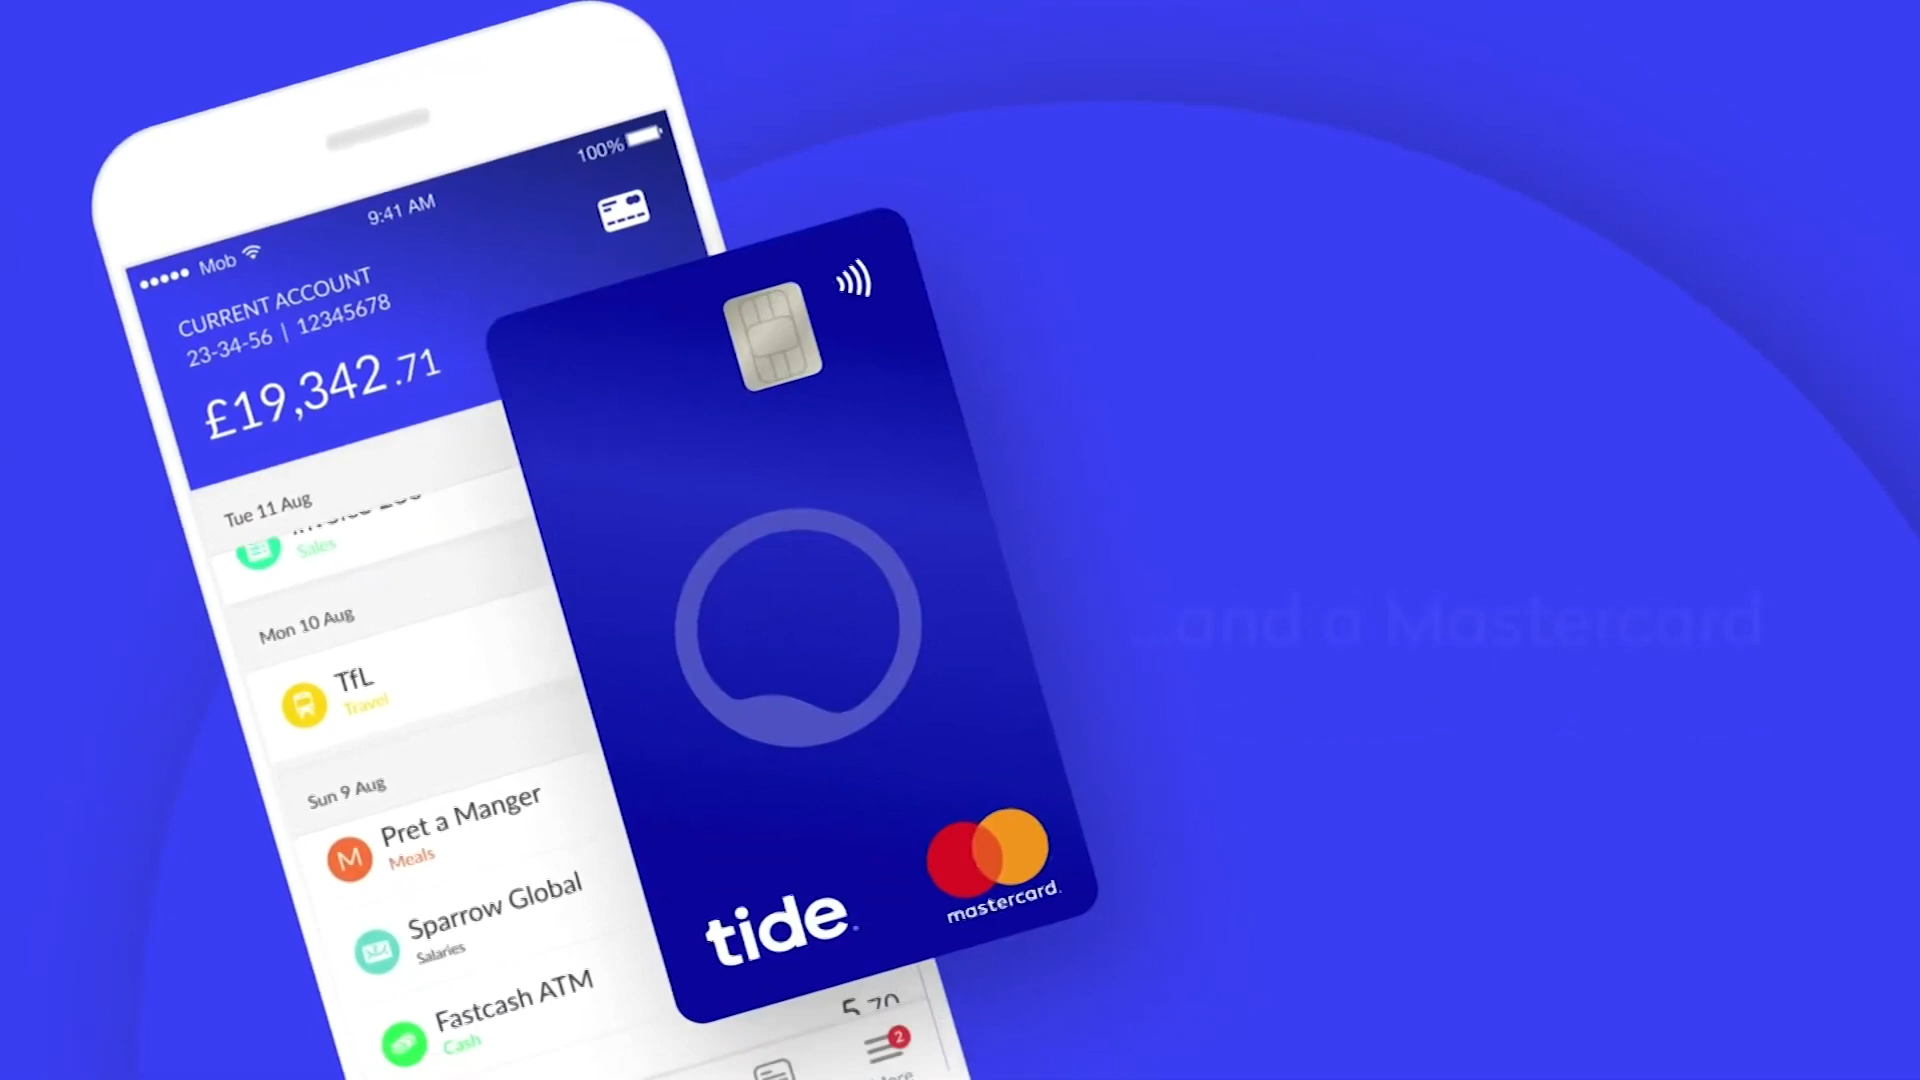 100%
9:41 AM
Mob
CURRENT ACCOUNT
23-34-56 | 12345678
£19,342.71
Tue 11 Aug
Sales
Mon 10 Aug
TfL
Travel
Sun 9 Aug
M
Pret a Manger
Meals
Sparrow Global
Salaries
Fastcash ATM
Cash
2
tide
mastercard.
...and a Mastercard